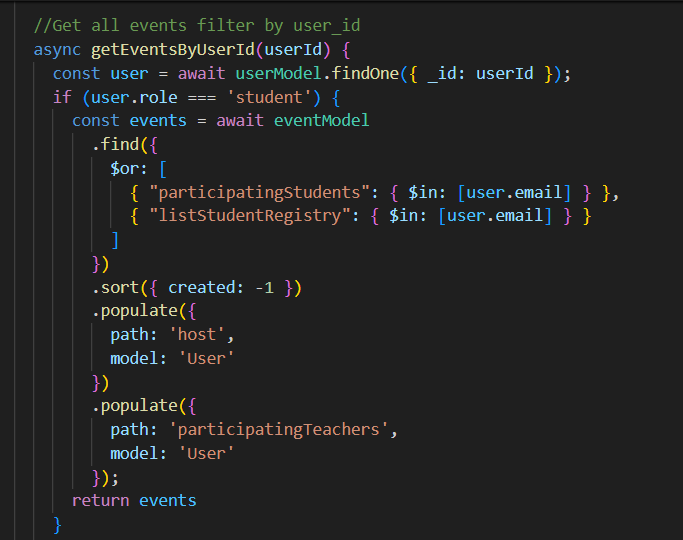 //Get all events filter by user_id
async getEventsByUserId(userId) {
const user = await userModel.findOne({ _id: userId });
if (user.role === 'student') {
const events = await eventModel
.find({
$or: [
{ "participatingStudents": { $in: [user.email] } },
{ "listStudentRegistry": { $in: [user.email] } }
]
})
.sort({ created: -1 })
.populate({
path: 'host',
model: 'User'
})
.populate({
path: 'participatingTeachers',
model: 'User'
});
return events
}